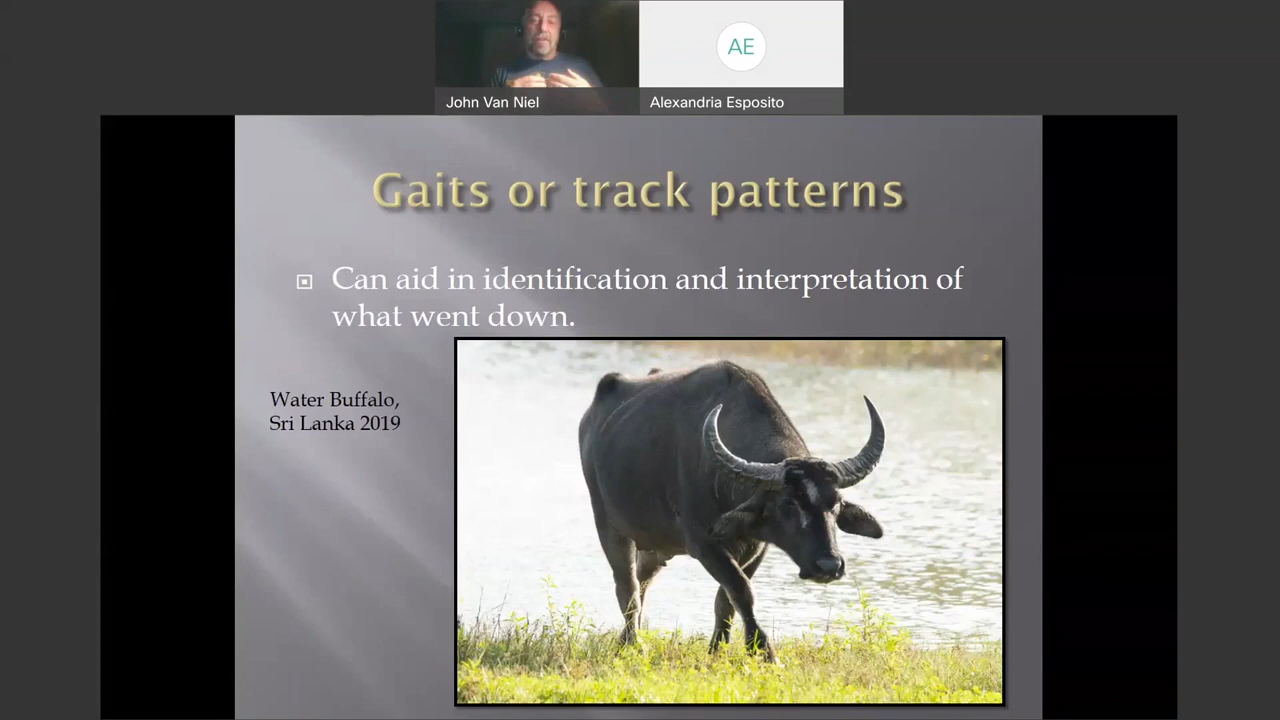 AE
John Van Niel
Alexandria Esposito
Gaits or track patterns
Can aid in identification and interpretation of
what went down.
Water Buffalo,
Sri Lanka 2019